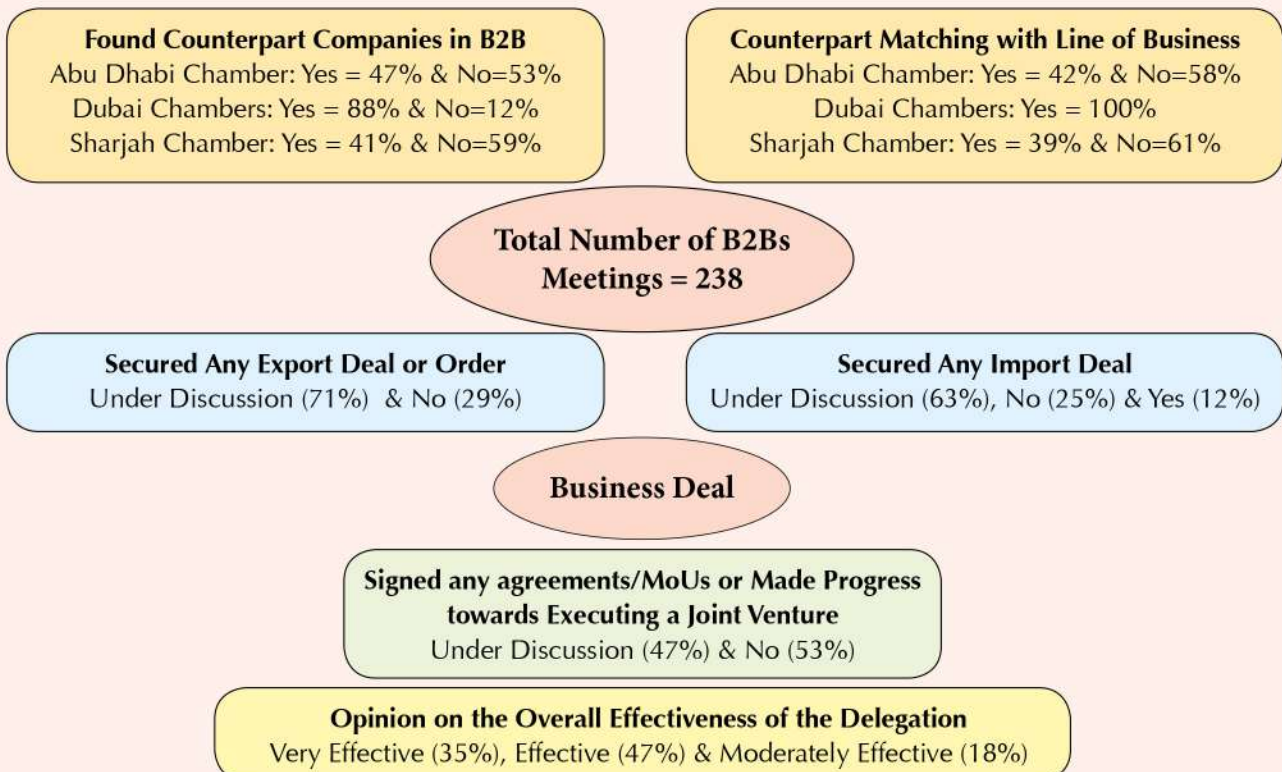 Found Counterpart Companies in B2B
Abu Dhabi Chamber: Yes = 47% & No=53%
Dubai Chambers: Yes = 88% & No=12%
Sharjah Chamber: Yes = 41% & No=59%
Counterpart Matching with Line of Business
Abu Dhabi Chamber: Yes = 42% & No=58%
Dubai Chambers: Yes = 100%
Sharjah Chamber: Yes = 39% & No=61%
Total Number of B2Bs
Meetings = 238
Secured Any Export Deal or Order
Under Discussion (71%) & No (29%)
Secured Any Import Deal
Under Discussion (63%), No (25%) & Yes (12%)
Business Deal
Signed any agreements/MoUs or Made Progress
towards Executing a Joint Venture
Under Discussion (47%) & No (53%)
Opinion on the Overall Effectiveness of the Delegation
Very Effective (35%), Effective (47%) & Moderately Effective (18%)